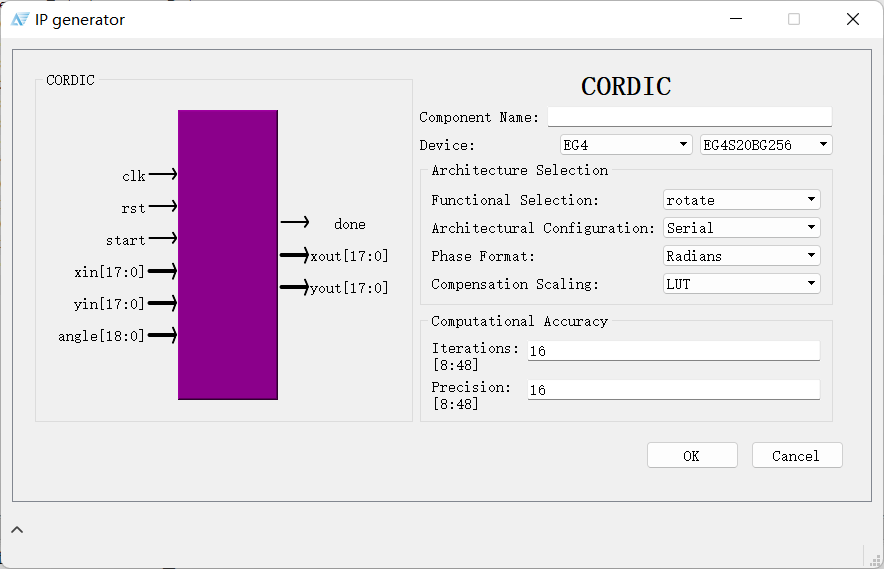 IP generator
CORDIC
clk
rst
start
xin[17:0]
yin[17:0]
angle[18:0]
done
xout[17:0]
yout[17:0]
CORDIC
Component Name:
Device: EG4 EG4S20BG256
Architecture Selection
Functional Selection: rotate
Architectural Configuration: Serial
Phase Format: Radians
Compensation Scaling: LUT
Computational Accuracy
Iterations: 16
[8:48]
Precision: 16
[8:48]
OK Cancel